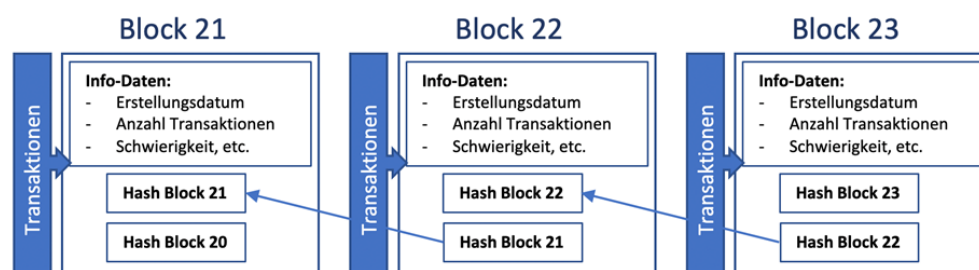 Block 21
Transaktionen
Info-Daten:
- Erstellungsdatum
- Anzahl Transaktionen
- Schwierigkeit, etc.
Hash Block 21
Hash Block 20
Block 22
Transaktionen
Info-Daten:
- Erstellungsdatum
- Anzahl Transaktionen
- Schwierigkeit, etc.
Hash Block 22
Hash Block 21
Block 23
Transaktionen
Info-Daten:
- Erstellungsdatum
- Anzahl Transaktionen
- Schwierigkeit, etc.
Hash Block 23
Hash Block 22